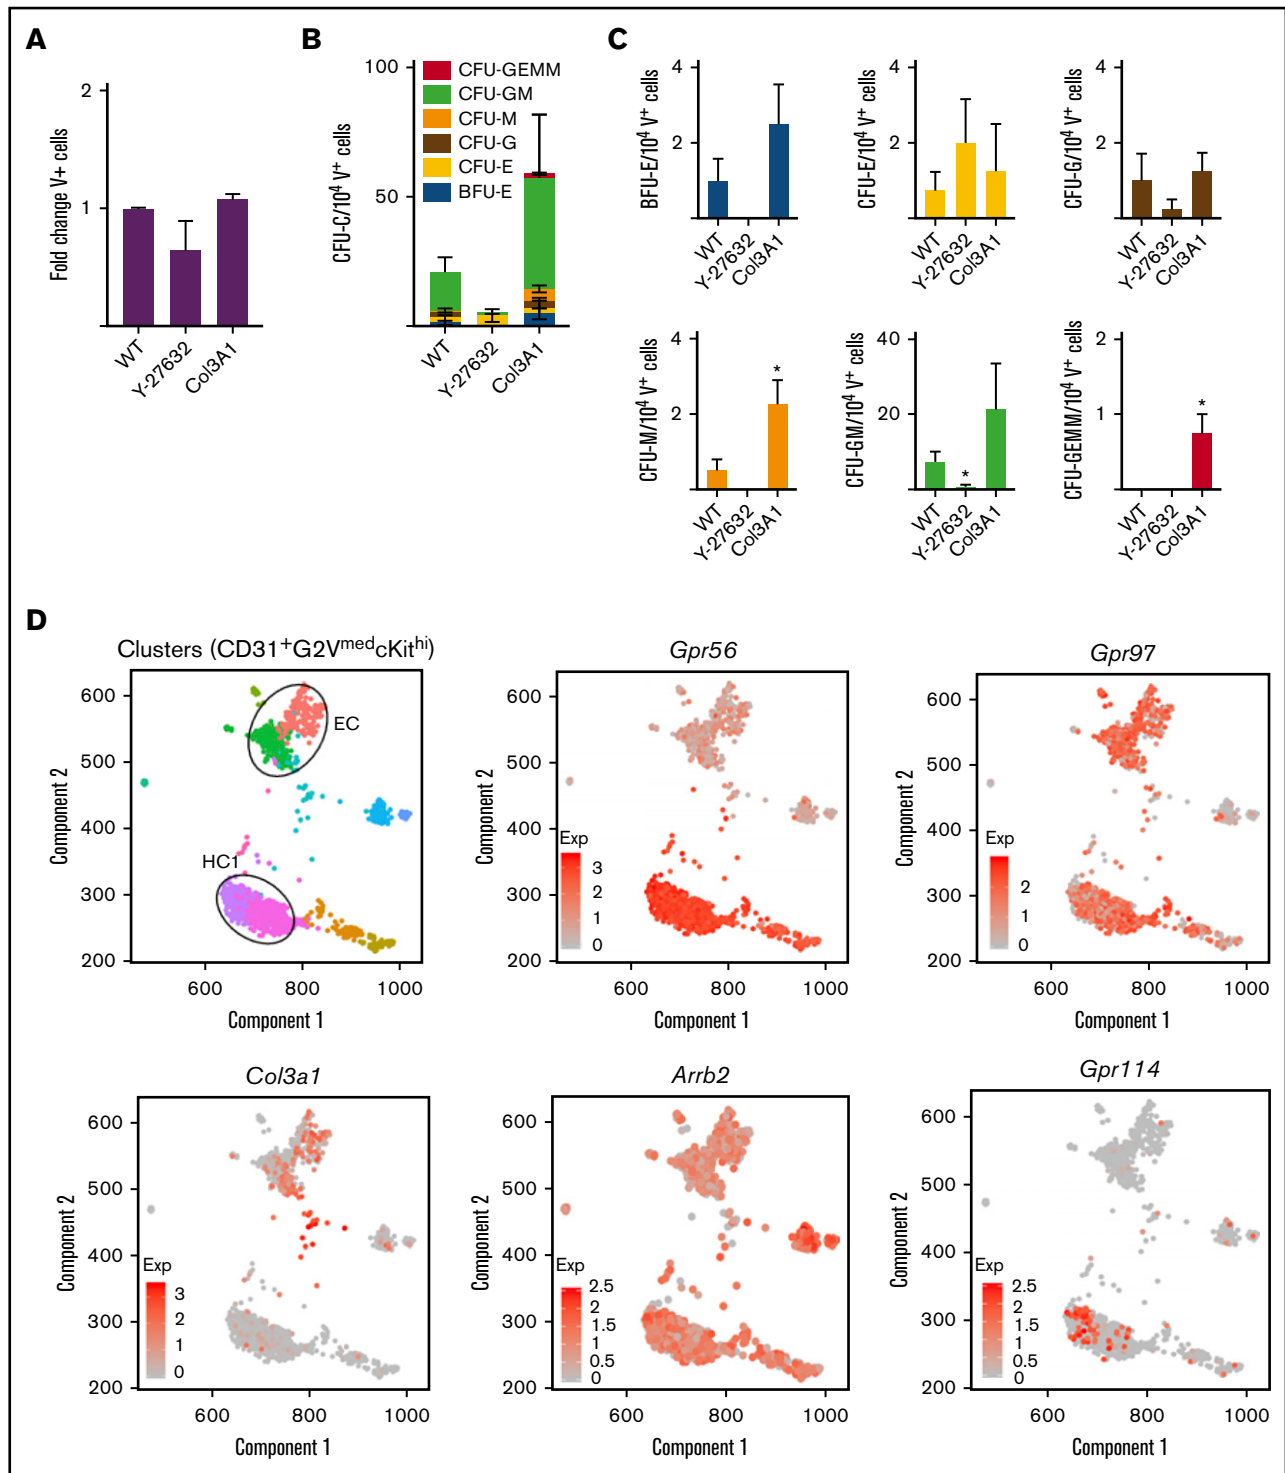 A
Fold change V+ cells
2
1
WT
Y-27632
Col3A1
B
CFU-C/10⁴ V⁺ cells
100
50
CFU-GEMM
CFU-GM
CFU-M
CFU-G
CFU-E
BFU-E
WT
Y-27632
Col3A1
C
BFU-E/10⁴ V⁺ cells
4
2
WT
Y-27632
Col3A1
CFU-E/10⁴ V⁺ cells
4
2
WT
Y-27632
Col3A1
CFU-G/10⁴ V⁺ cells
4
2
WT
Y-27632
Col3A1
CFU-M/10⁴ V⁺ cells
4
2
*
WT
Y-27632
Col3A1
CFU-GM/10⁴ V⁺ cells
40
20
*
WT
Y-27632
Col3A1
CFU-GEMM/10⁴ V⁺ cells
2
1
*
WT
Y-27632
Col3A1
D
Clusters (CD31⁺G2VᵐᵉᵈcKitʰⁱ)
Component 2
600
500
400
300
200
EC
HC1
600 800 1000
Component 1
Gpr56
Component 2
600
500
400
300
200
Exp
3
2
1
0
600 800 1000
Component 1
Gpr97
Component 2
600
500
400
300
200
Exp
2
1
0
600 800 1000
Component 1
Col3a1
Component 2
600
500
400
300
200
Exp
3
2
1
0
600 800 1000
Component 1
Arrb2
Component 2
600
500
400
300
200
Exp
2.5
2
1.5
1
0.5
0
600 800 1000
Component 1
Gpr114
Component 2
600
500
400
300
200
Exp
2.5
2
1.5
1
0.5
0
600 800 1000
Component 1